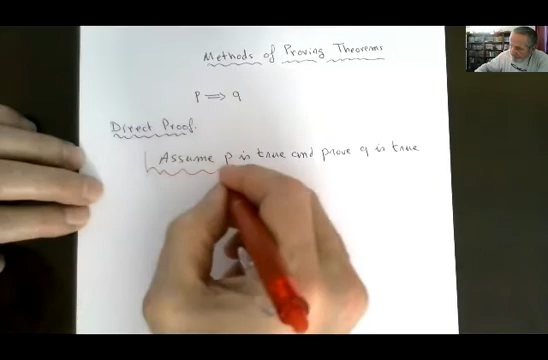 Methods of Proving Theorems
p ⟹ q
Direct Proof.
Assume p is true and prove q is true